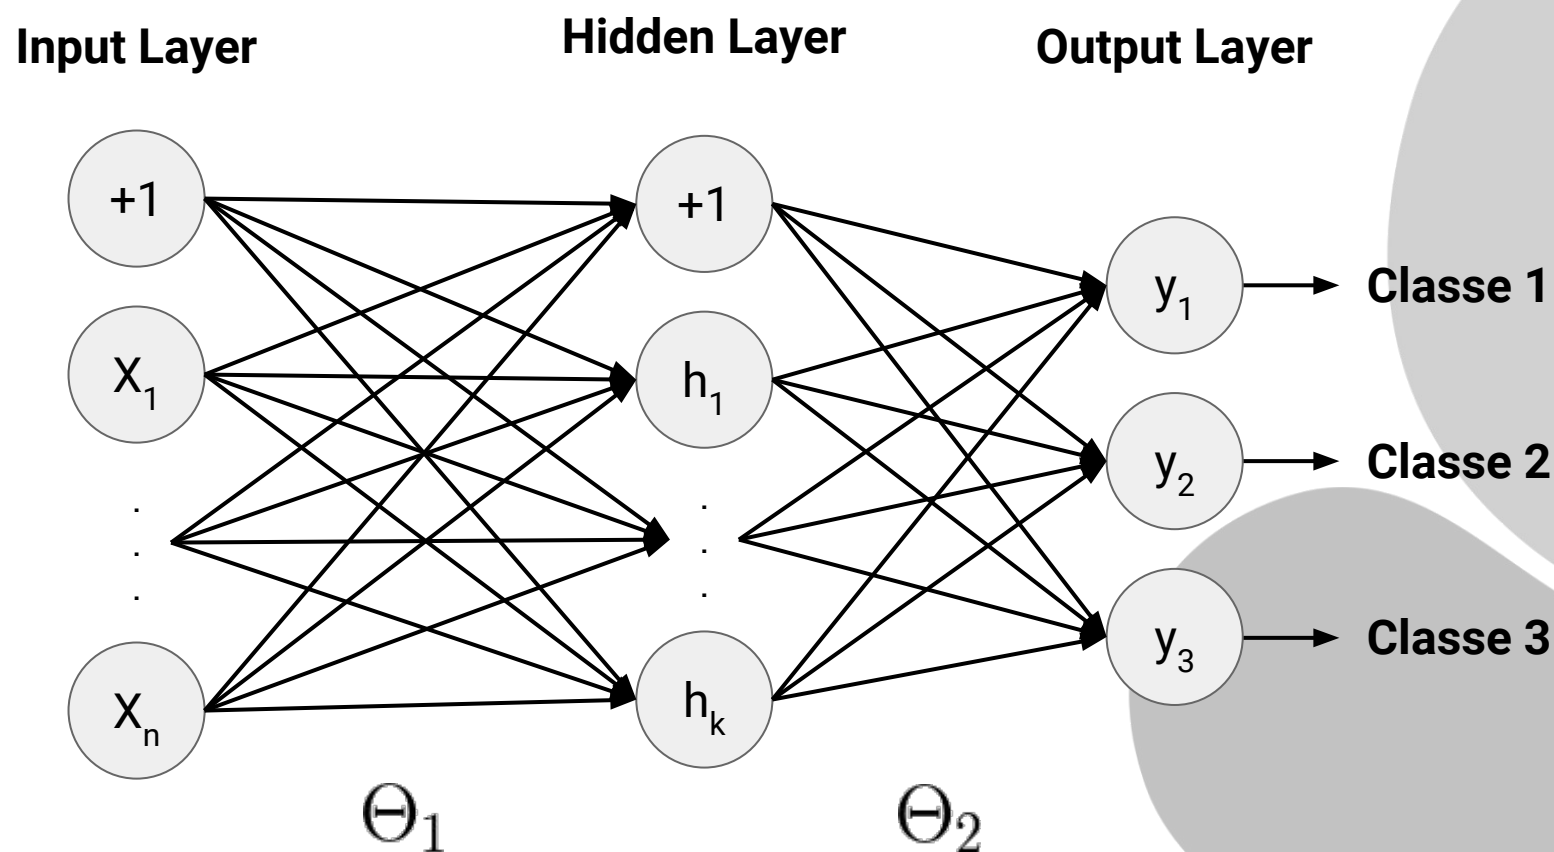 Input Layer
Hidden Layer
Output Layer
+1
X1
.
.
.
Xn
+1
h1
.
.
.
hk
y1
y2
y3
Classe 1
Classe 2
Classe 3
Θ1
Θ2